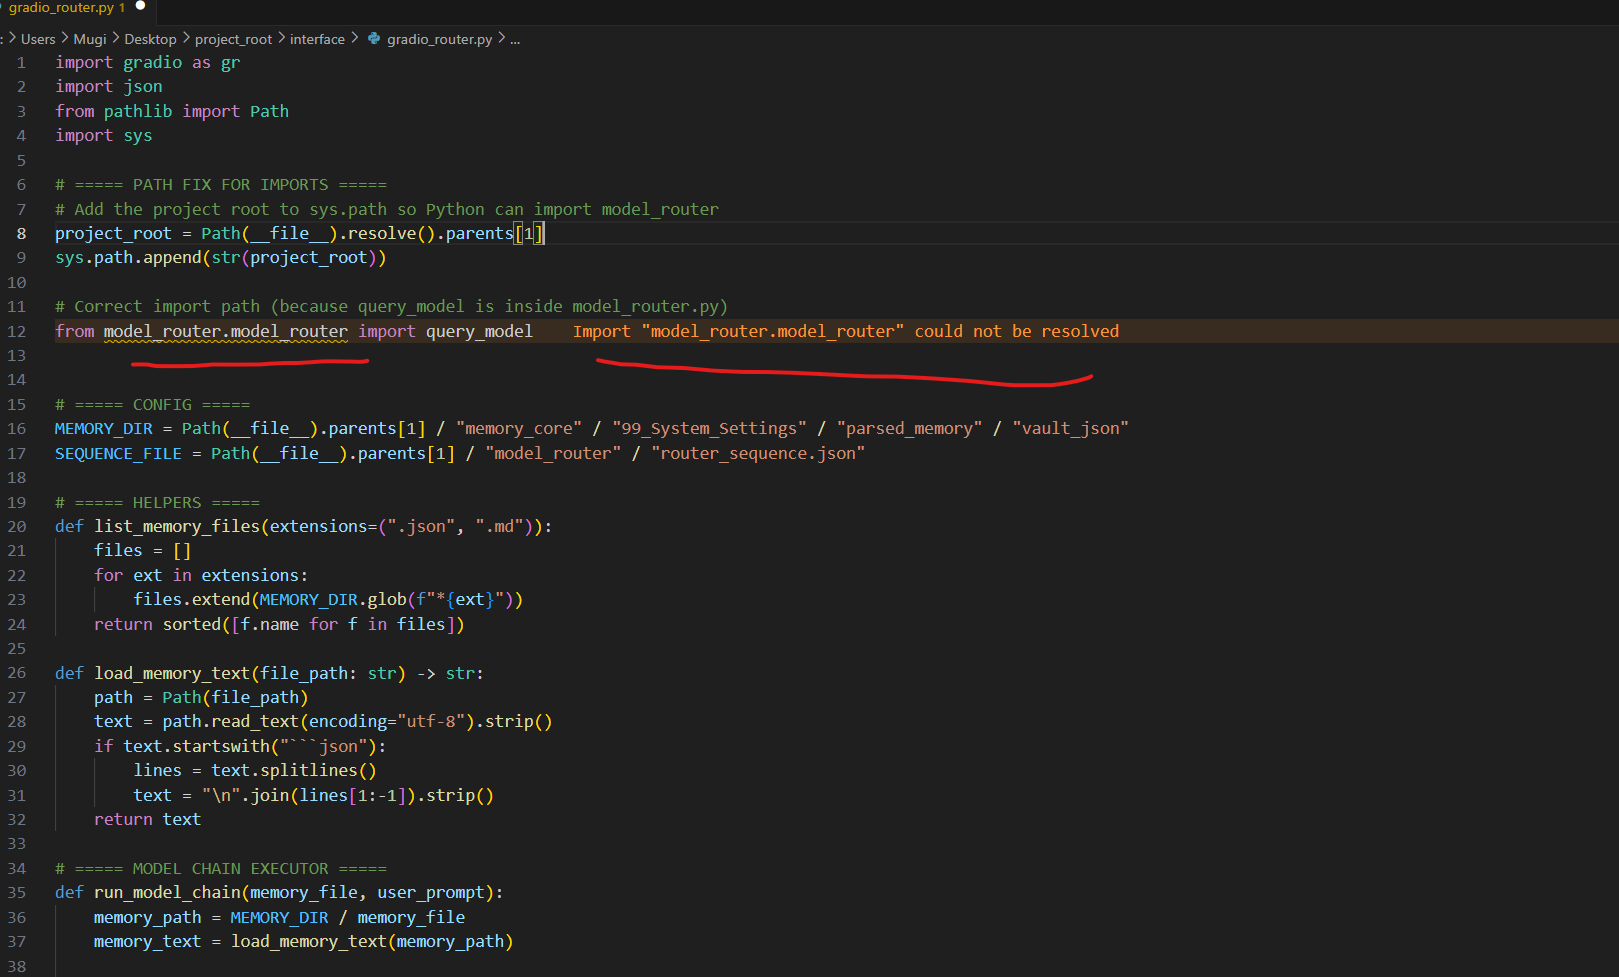 gradio_router.py 1
: > Users > Mugi > Desktop > project_root > interface > gradio_router.py > ...
1 import gradio as gr
2 import json
3 from pathlib import Path
4 import sys
5
6 # ===== PATH FIX FOR IMPORTS =====
7 # Add the project root to sys.path so Python can import model_router
8 project_root = Path(__file__).resolve().parents[1]
9 sys.path.append(str(project_root))
10
11 # Correct import path (because query_model is inside model_router.py)
12 from model_router.model_router import query_model    Import "model_router.model_router" could not be resolved
13
14
15 # ===== CONFIG =====
16 MEMORY_DIR = Path(__file__).parents[1] / "memory_core" / "99_System_Settings" / "parsed_memory" / "vault_json"
17 SEQUENCE_FILE = Path(__file__).parents[1] / "model_router" / "router_sequence.json"
18
19 # ===== HELPERS =====
20 def list_memory_files(extensions=(".json", ".md")):
21     files = []
22     for ext in extensions:
23         files.extend(MEMORY_DIR.glob(f"*{ext}"))
24     return sorted([f.name for f in files])
25
26 def load_memory_text(file_path: str) -> str:
27     path = Path(file_path)
28     text = path.read_text(encoding="utf-8").strip()
29     if text.startswith("```json"):
30         lines = text.splitlines()
31         text = "\n".join(lines[1:-1]).strip()
32     return text
33
34 # ===== MODEL CHAIN EXECUTOR =====
35 def run_model_chain(memory_file, user_prompt):
36     memory_path = MEMORY_DIR / memory_file
37     memory_text = load_memory_text(memory_path)
38